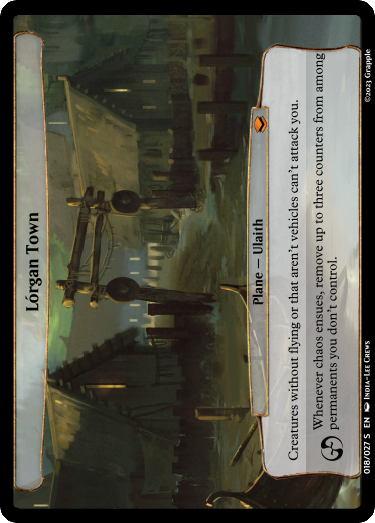 Lórgan Town
Plane – Ulaith
Creatures without flying or that aren't vehicles can't attack you.
Whenever chaos ensues, remove up to three counters from among
permanents you don't control.
018/027 S EN India-Lee Crews
©2023 Grapple